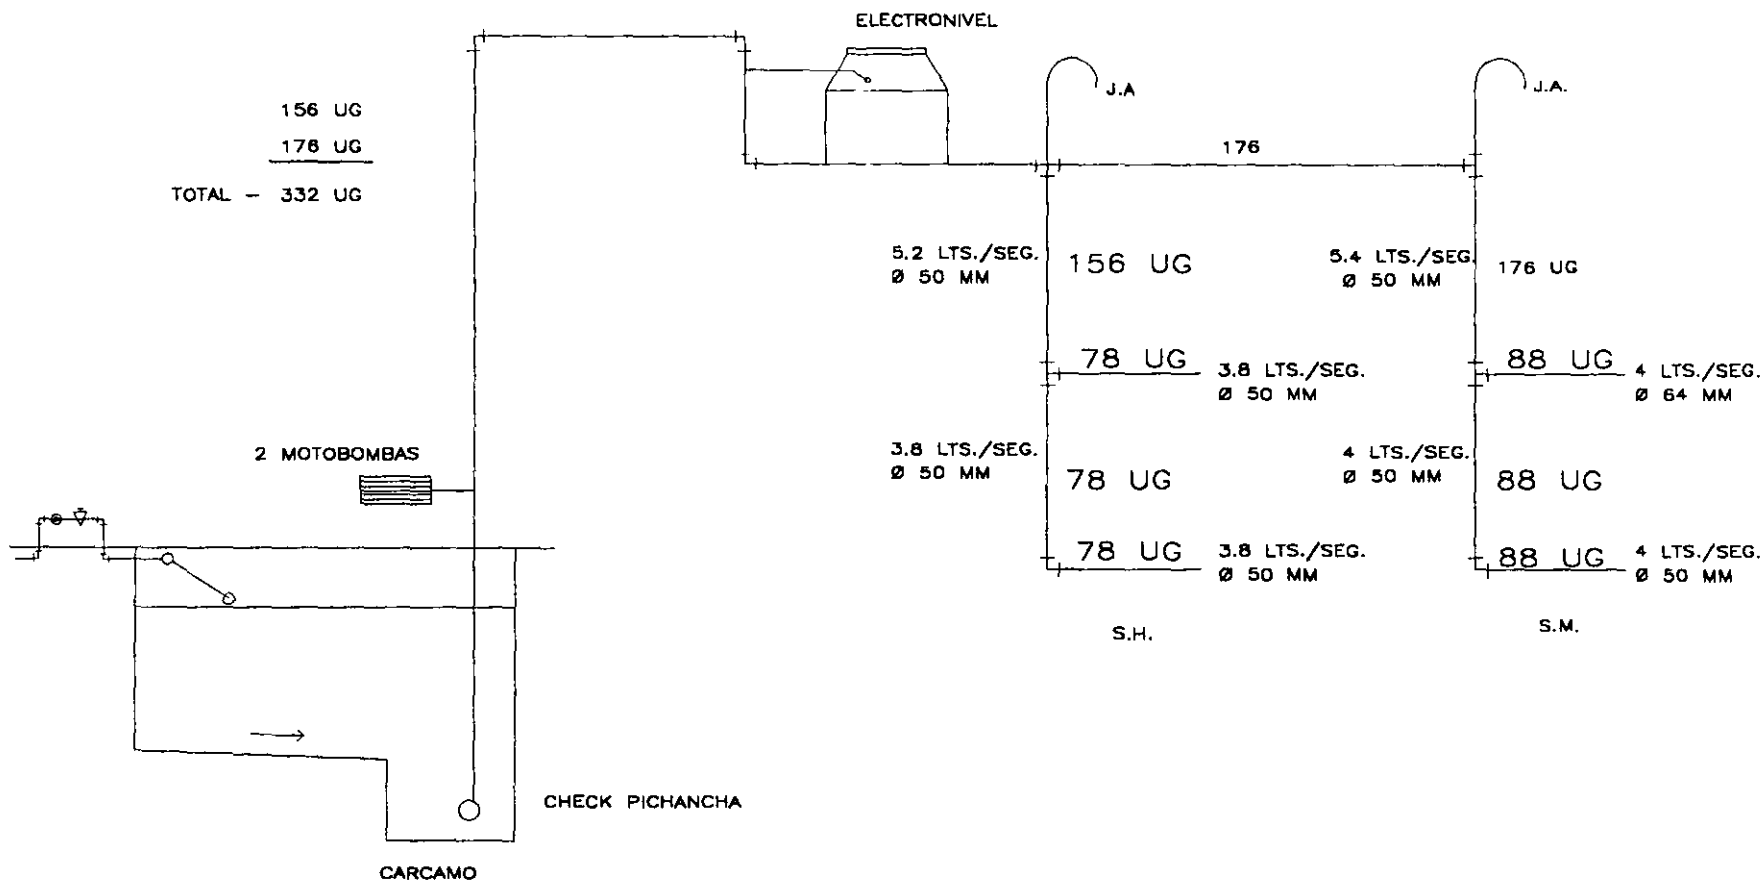 ELECTRONIVEL
J.A
J.A.
156 UG
176 UG
TOTAL - 332 UG
176
5.2 LTS./SEG.
Ø 50 MM
156 UG
5.4 LTS./SEG.
Ø 50 MM
176 UG
78 UG
3.8 LTS./SEG.
Ø 50 MM
88 UG
4 LTS./SEG.
Ø 64 MM
2 MOTOBOMBAS
3.8 LTS./SEG.
Ø 50 MM
78 UG
4 LTS./SEG.
Ø 50 MM
88 UG
78 UG
3.8 LTS./SEG.
Ø 50 MM
88 UG
4 LTS./SEG.
Ø 50 MM
S.H.
S.M.
CHECK PICHANCHA
CARCAMO